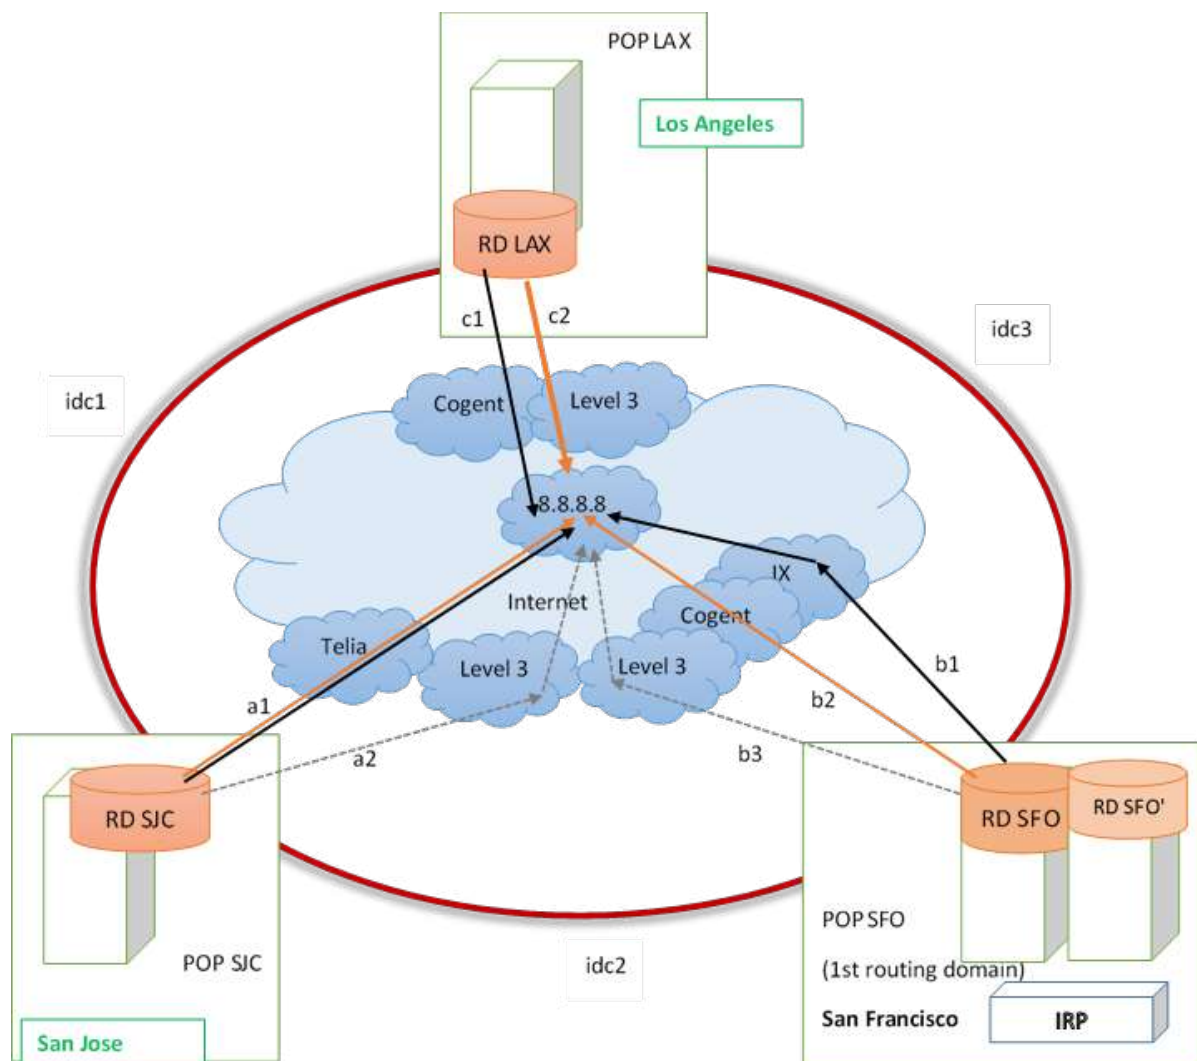 POP LAX
Los Angeles
RD LAX
c1
c2
idc3
idc1
Cogent
Level 3
8.8.8.8
IX
Internet
Cogent
Telia
Level 3
Level 3
b1
a1
b2
a2
b3
RD SJC
RD SFO
RD SFO'
POP SJC
idc2
POP SFO
(1st routing domain)
San Francisco
IRP
San Jose